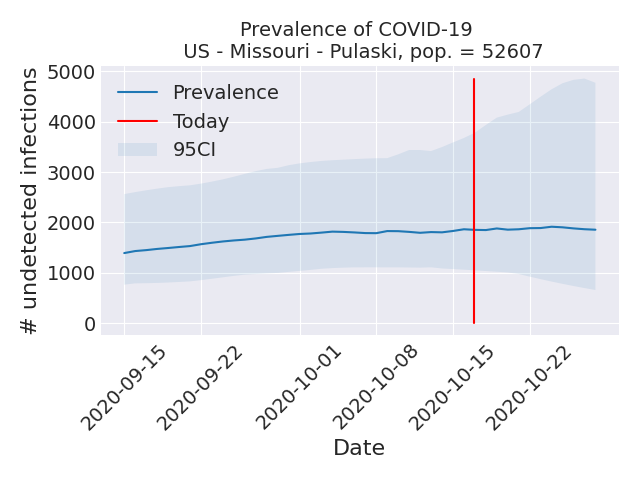 Prevalence of COVID-19
US - Missouri - Pulaski, pop. = 52607
# undetected infections
5000
4000
3000
2000
1000
0
Prevalence
Today
95CI
2020-09-15
2020-09-22
2020-10-01
2020-10-08
2020-10-15
2020-10-22
Date